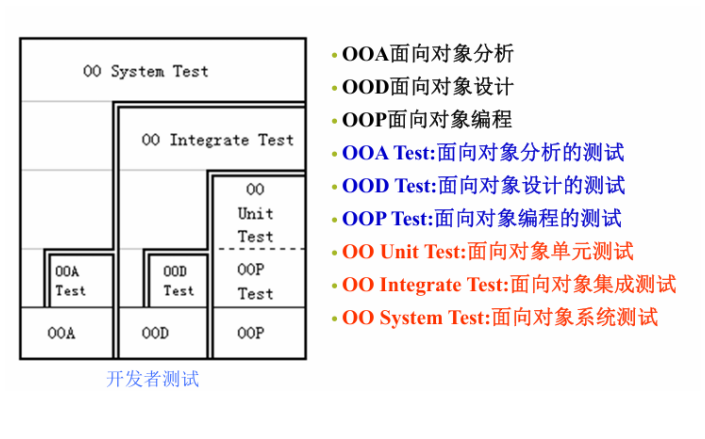 OO System Test
OO Integrate Test
OO
Unit
Test
OOA
Test
OOD
Test
OOP
Test
OOA
OOD
OOP
开发者测试
• OOA面向对象分析
• OOD面向对象设计
• OOP面向对象编程
• OOA Test:面向对象分析的测试
• OOD Test:面向对象设计的测试
• OOP Test:面向对象编程的测试
• OO Unit Test:面向对象单元测试
• OO Integrate Test:面向对象集成测试
• OO System Test:面向对象系统测试